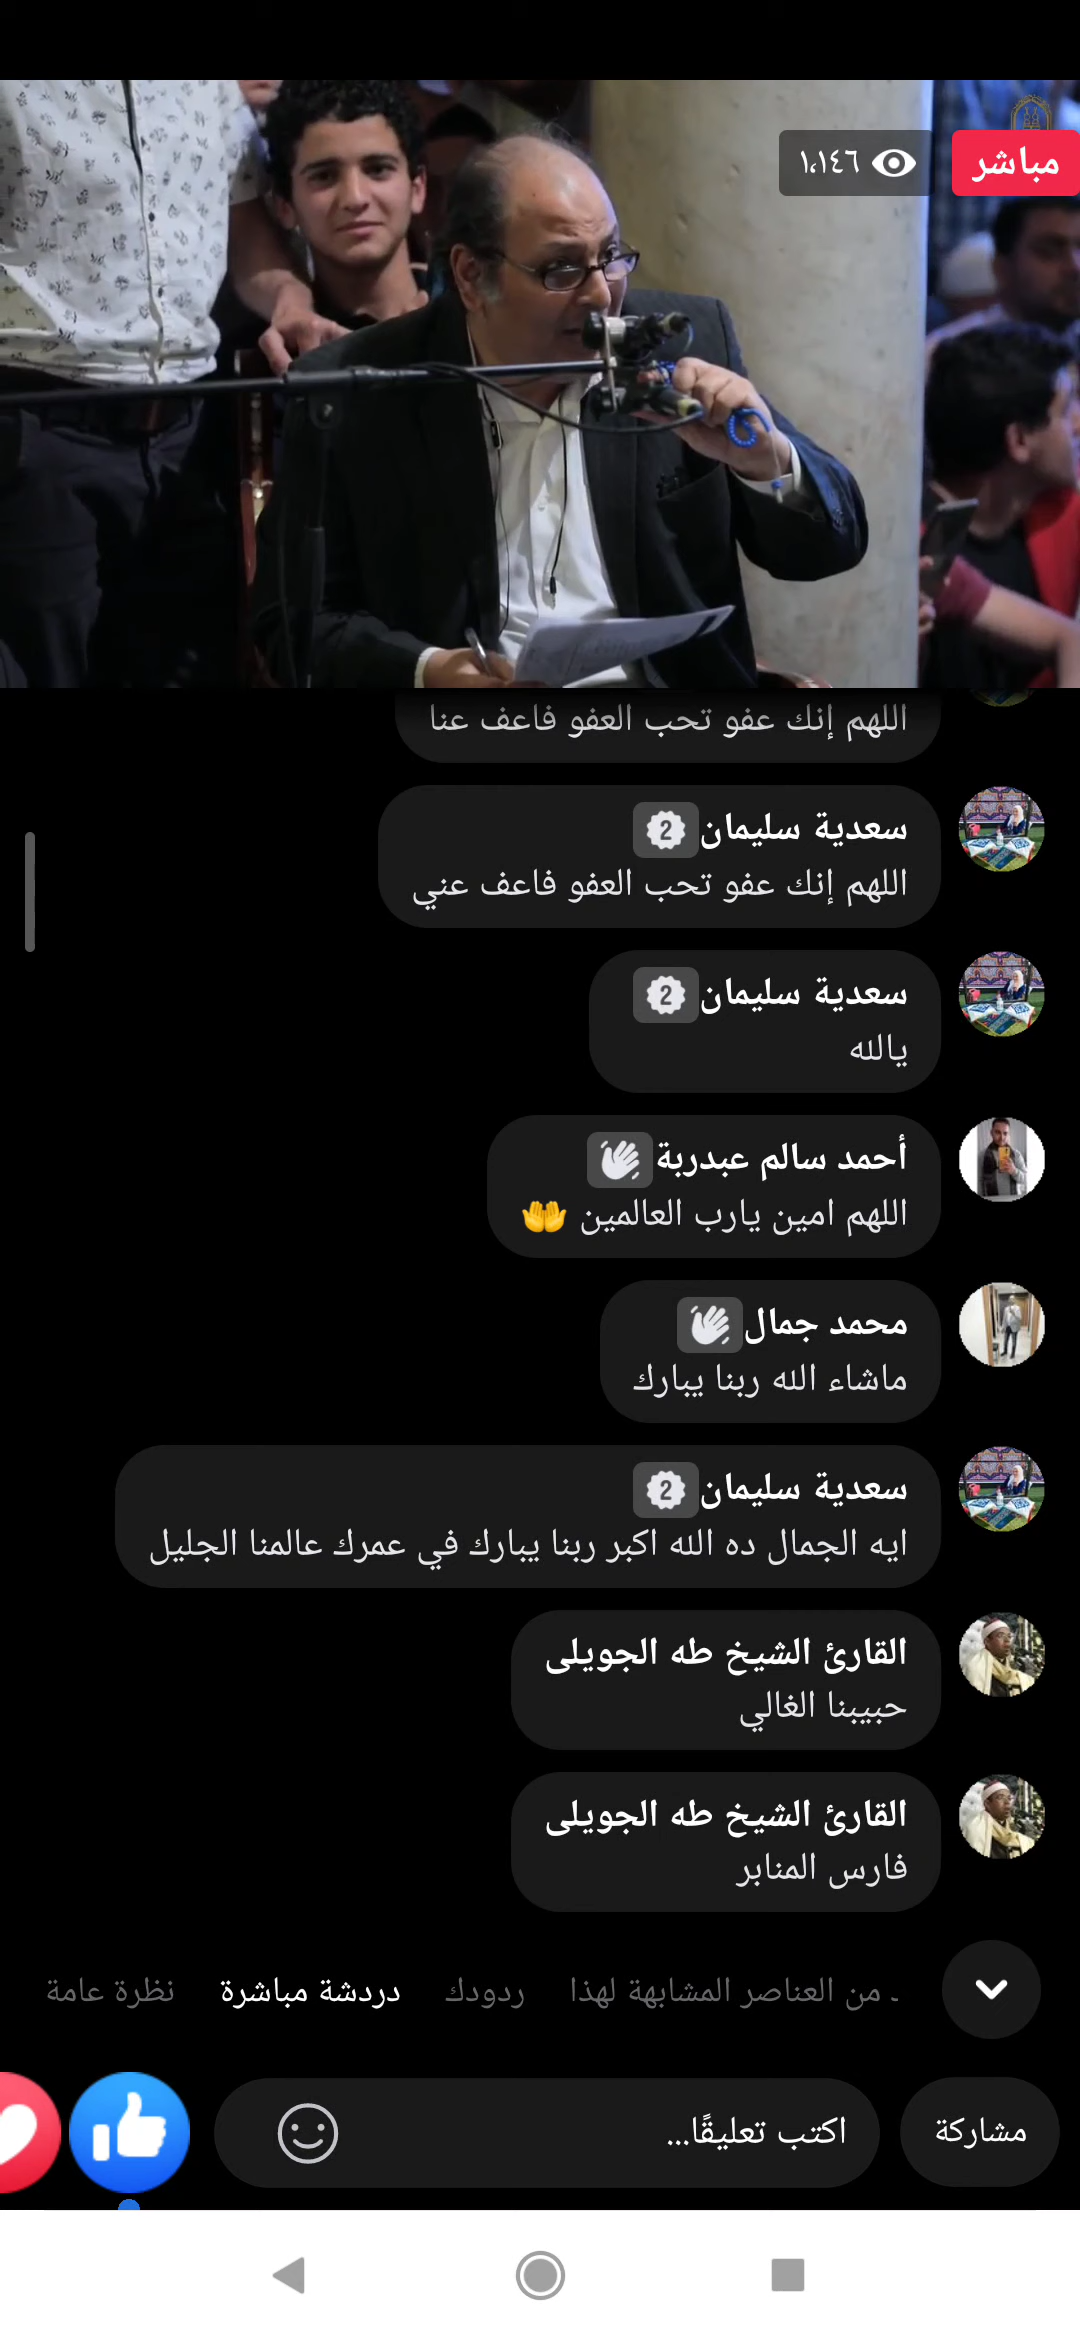 مباشر
١،١٤٦
اللهم إنك عفو تحب العفو فاعف عنا
سعدية سليمان 2
اللهم إنك عفو تحب العفو فاعف عني
سعدية سليمان 2
يالله
أحمد سالم عبدربة
اللهم امين يارب العالمين 🤲
محمد جمال
ماشاء الله ربنا يبارك
سعدية سليمان 2
ايه الجمال ده الله اكبر ربنا يبارك في عمرك عالمنا الجليل
القارئ الشيخ طه الجويلى
حبيبنا الغالي
القارئ الشيخ طه الجويلى
فارس المنابر
من العناصر المشابهة لهذا ردودك دردشة مباشرة نظرة عامة
مشاركة اكتب تعليقًا...